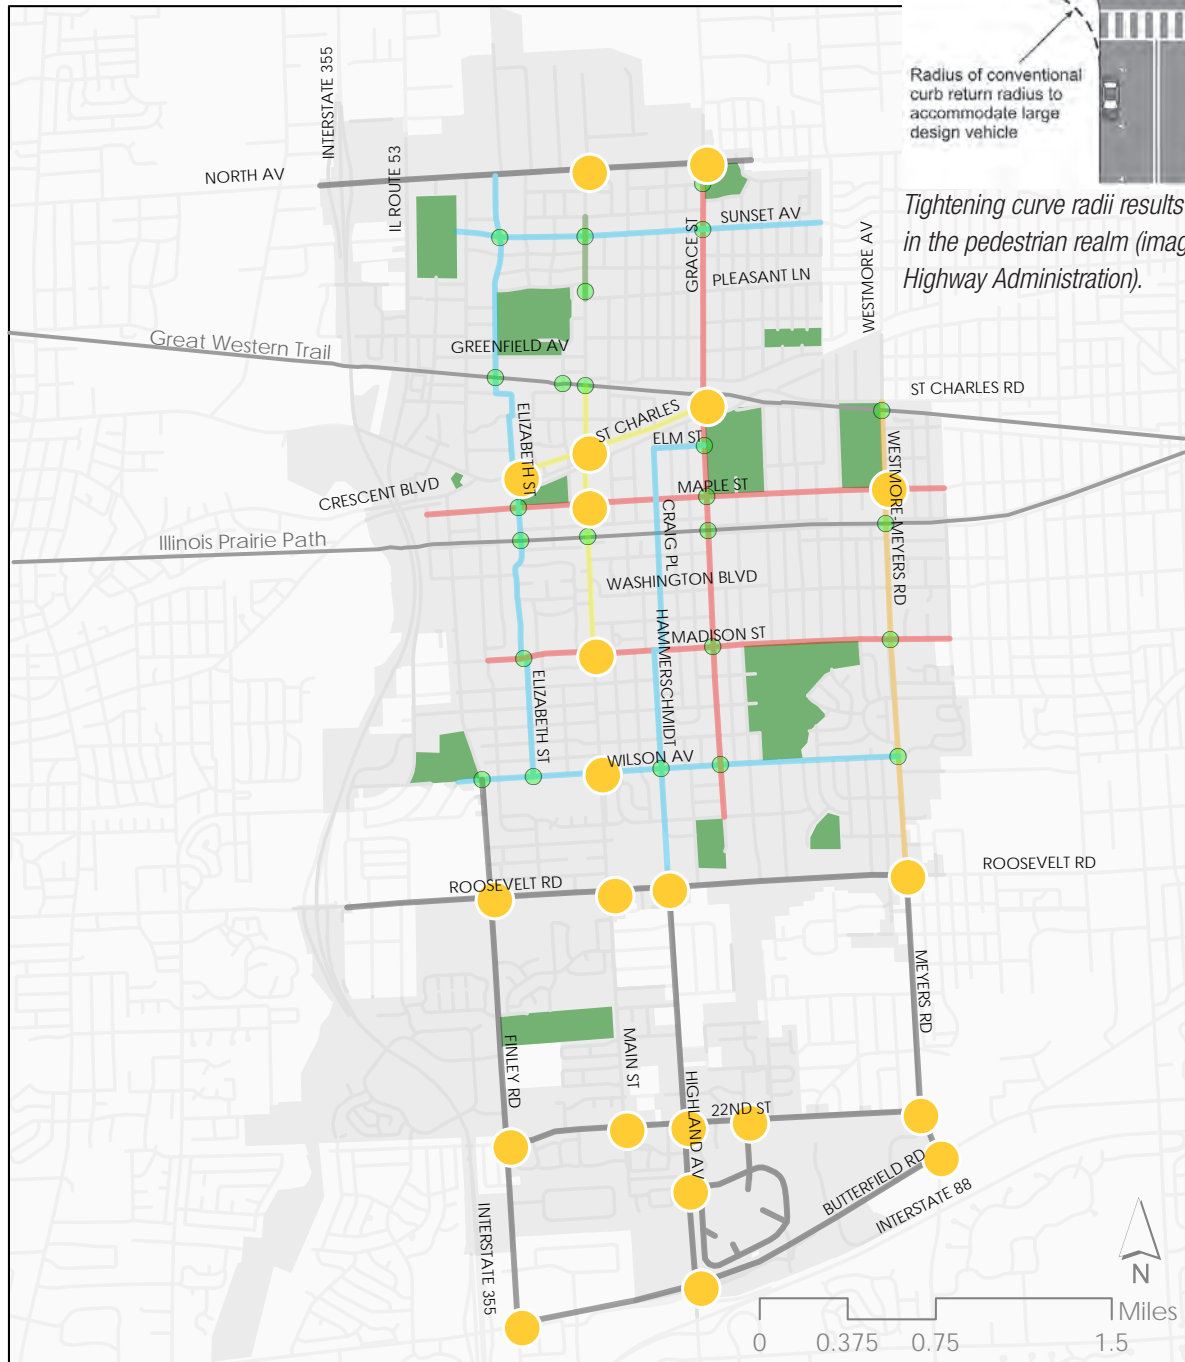 Radius of conventional
curb return radius to
accommodate large
design vehicle
Tightening curve radii results
in the pedestrian realm (imag
Highway Administration).
INTERSTATE 355
IL ROUTE 53
NORTH AV
GRACE ST
SUNSET AV
PLEASANT LN
WESTMORE AV
Great Western Trail
GREENFIELD AV
ST CHARLES RD
ELIZABETH ST
ST CHARLES
ELM ST
WESTMORE-MEYERS RD
CRESCENT BLVD
MAPLE ST
CRAIG PL
Illinois Prairie Path
WASHINGTON BLVD
HAMMERSCHMIDT
MADISON ST
ELIZABETH ST
WILSON AV
ROOSEVELT RD
ROOSEVELT RD
MEYERS RD
FINLEY RD
MAIN ST
HIGHLAND AV
22ND ST
BUTTERFIELD RD
INTERSTATE 88
INTERSTATE 355
N
Miles
0 0.375 0.75 1.5